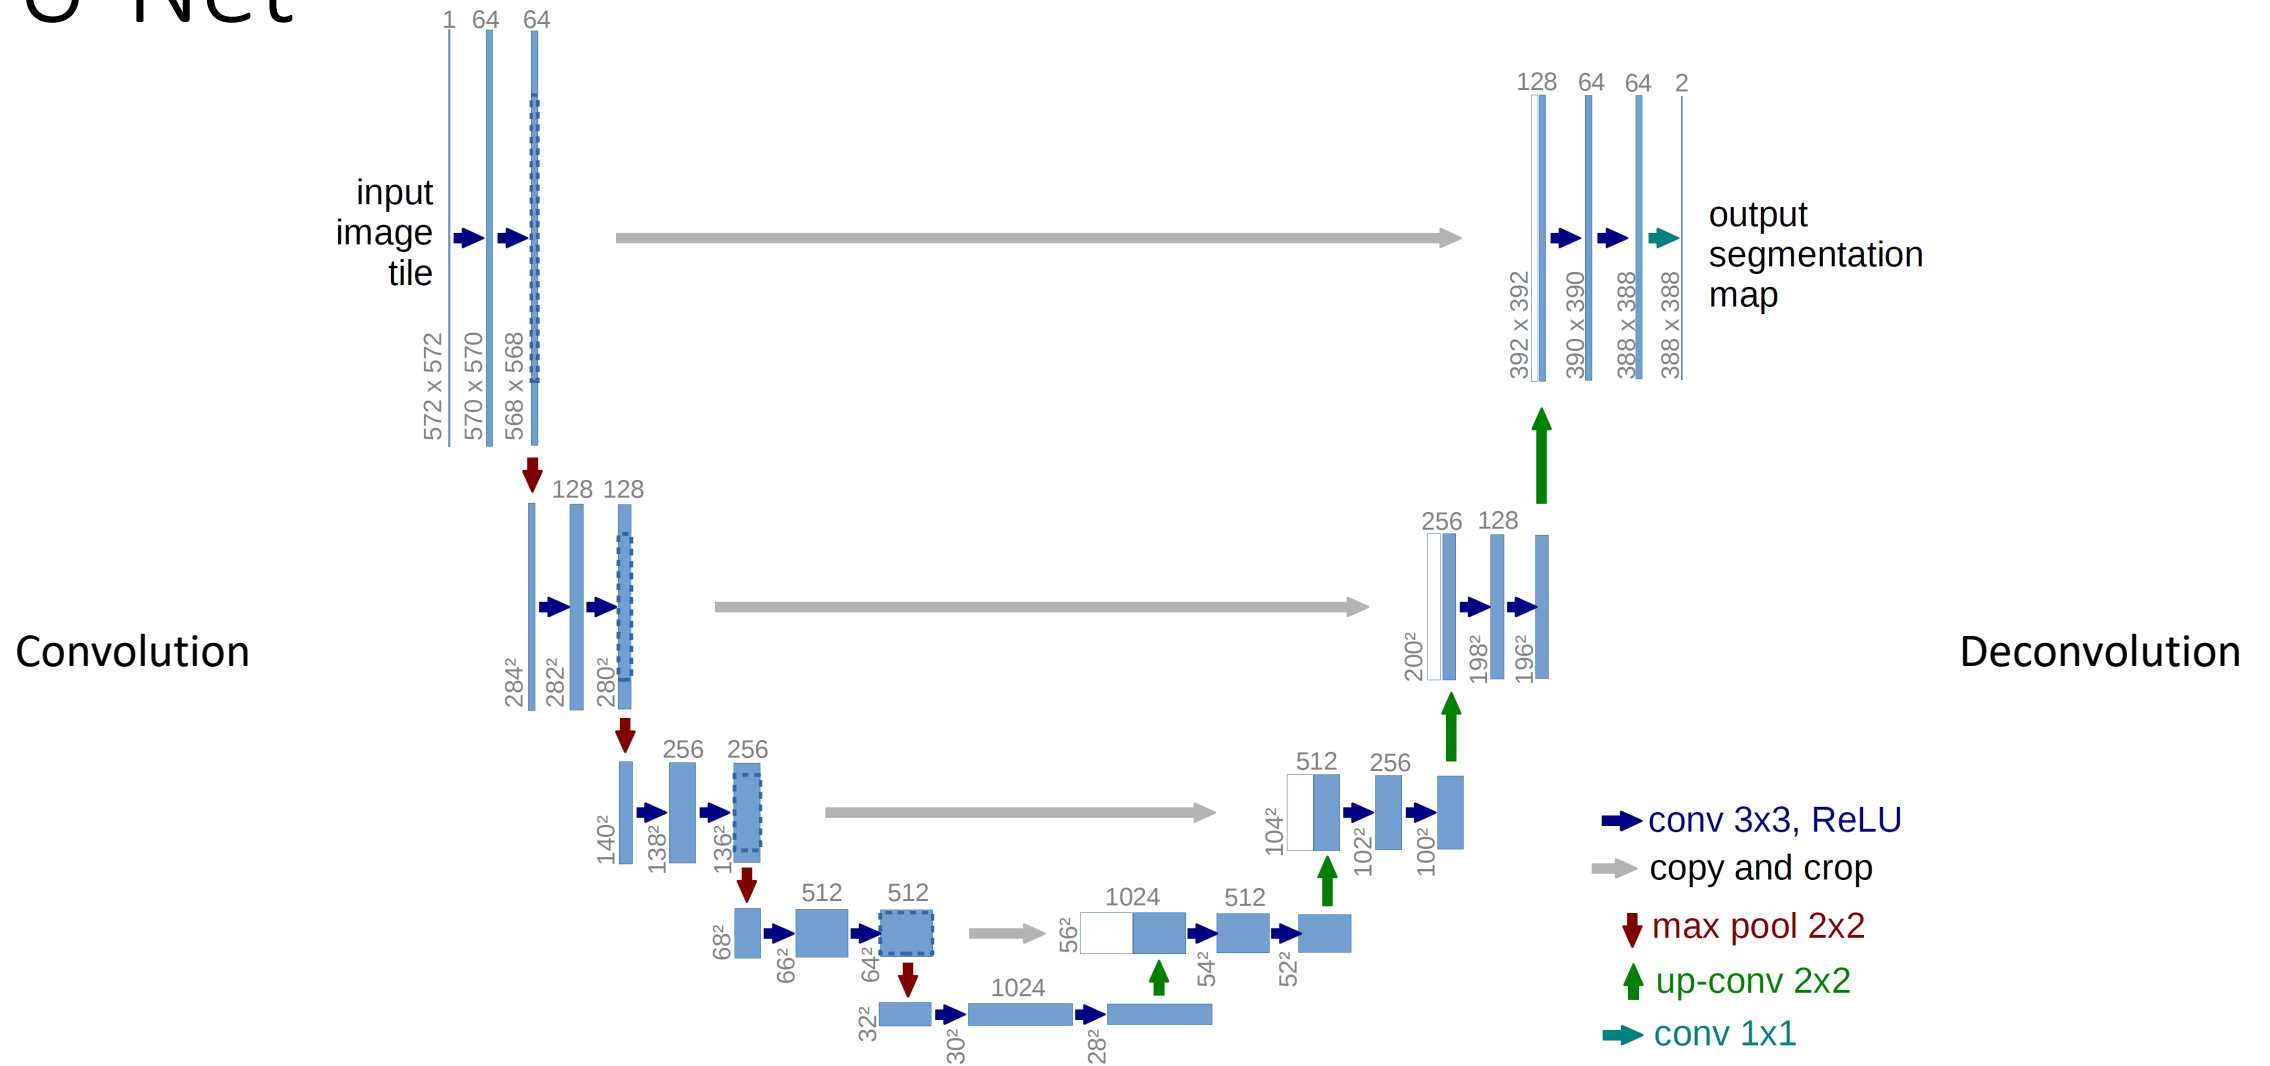 U-Net
1 64 64
128 64 64 2
input
image
tile
output
segmentation
map
572 x 572
570 x 570
568 x 568
392 x 392
390 x 390
388 x 388
388 x 388
128 128
256 128
Convolution
Deconvolution
284²
282²
280²
200²
198²
196²
256 256
512 256
140²
138²
136²
104²
102²
100²
conv 3x3, ReLU
copy and crop
max pool 2x2
up-conv 2x2
conv 1x1
512 512
1024 512
68²
66²
64²
56²
54²
52²
1024
32²
30²
28²